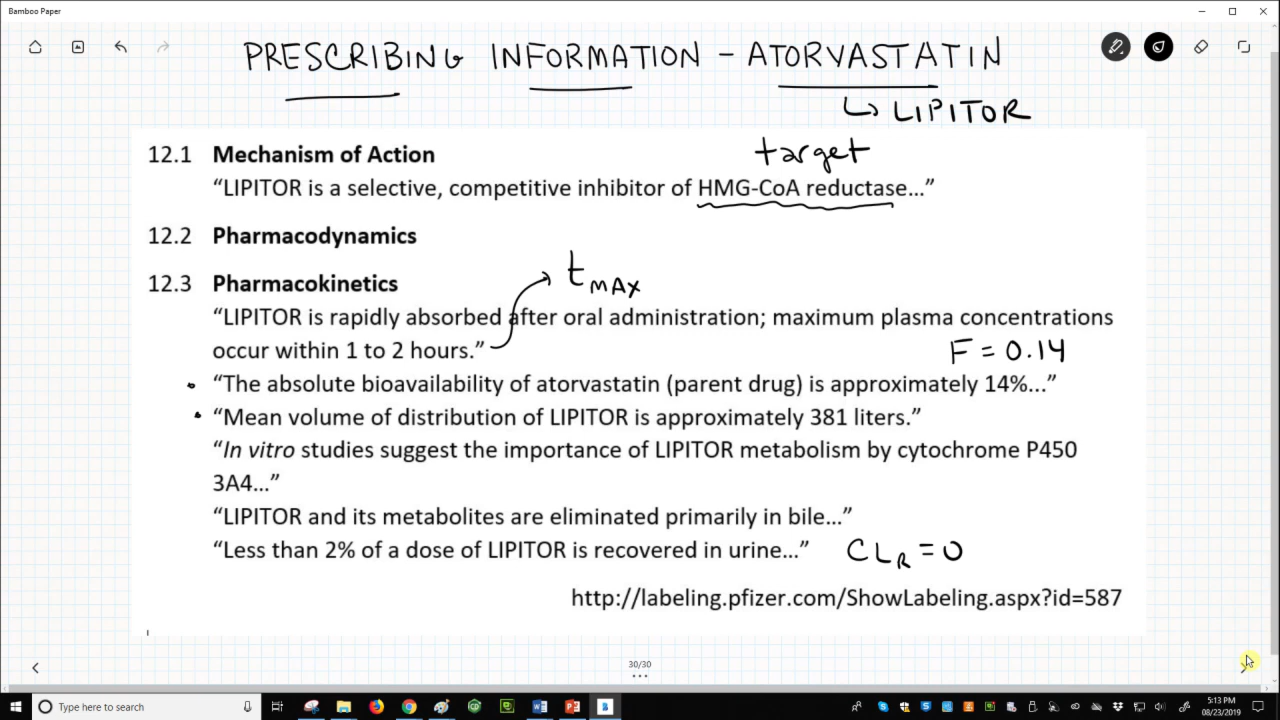 Bamboo Paper
PRESCRIBING INFORMATION - ATORVASTATIN
↳ LIPITOR
target
12.1 Mechanism of Action
“LIPITOR is a selective, competitive inhibitor of HMG-CoA reductase…”
12.2 Pharmacodynamics
tMAX
12.3 Pharmacokinetics
“LIPITOR is rapidly absorbed after oral administration; maximum plasma concentrations
occur within 1 to 2 hours.”
F = 0.14
“The absolute bioavailability of atorvastatin (parent drug) is approximately 14%…”
“Mean volume of distribution of LIPITOR is approximately 381 liters.”
“In vitro studies suggest the importance of LIPITOR metabolism by cytochrome P450
3A4…”
“LIPITOR and its metabolites are eliminated primarily in bile…”
“Less than 2% of a dose of LIPITOR is recovered in urine…” CLR = 0
http://labeling.pfizer.com/ShowLabeling.aspx?id=587
30/30
Type here to search
5:13 PM
08/23/2019